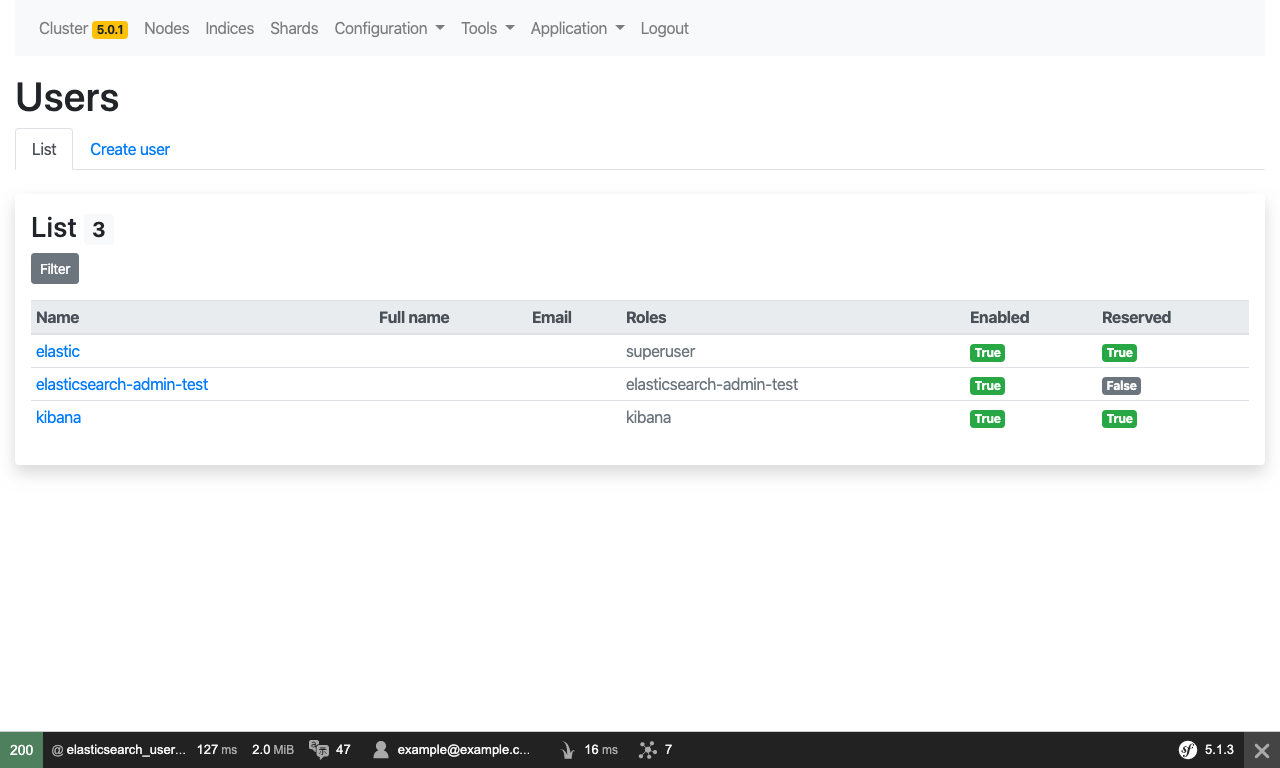 Cluster 5.0.1 Nodes Indices Shards Configuration Tools Application Logout
Users
List Create user
List 3
Filter
Name Full name Email Roles Enabled Reserved
elastic superuser True True
elasticsearch-admin-test elasticsearch-admin-test True False
kibana kibana True True
200 @ elasticsearch_user... 127 ms 2.0 MiB 47 example@example.c... 16 ms 7 sf 5.1.3